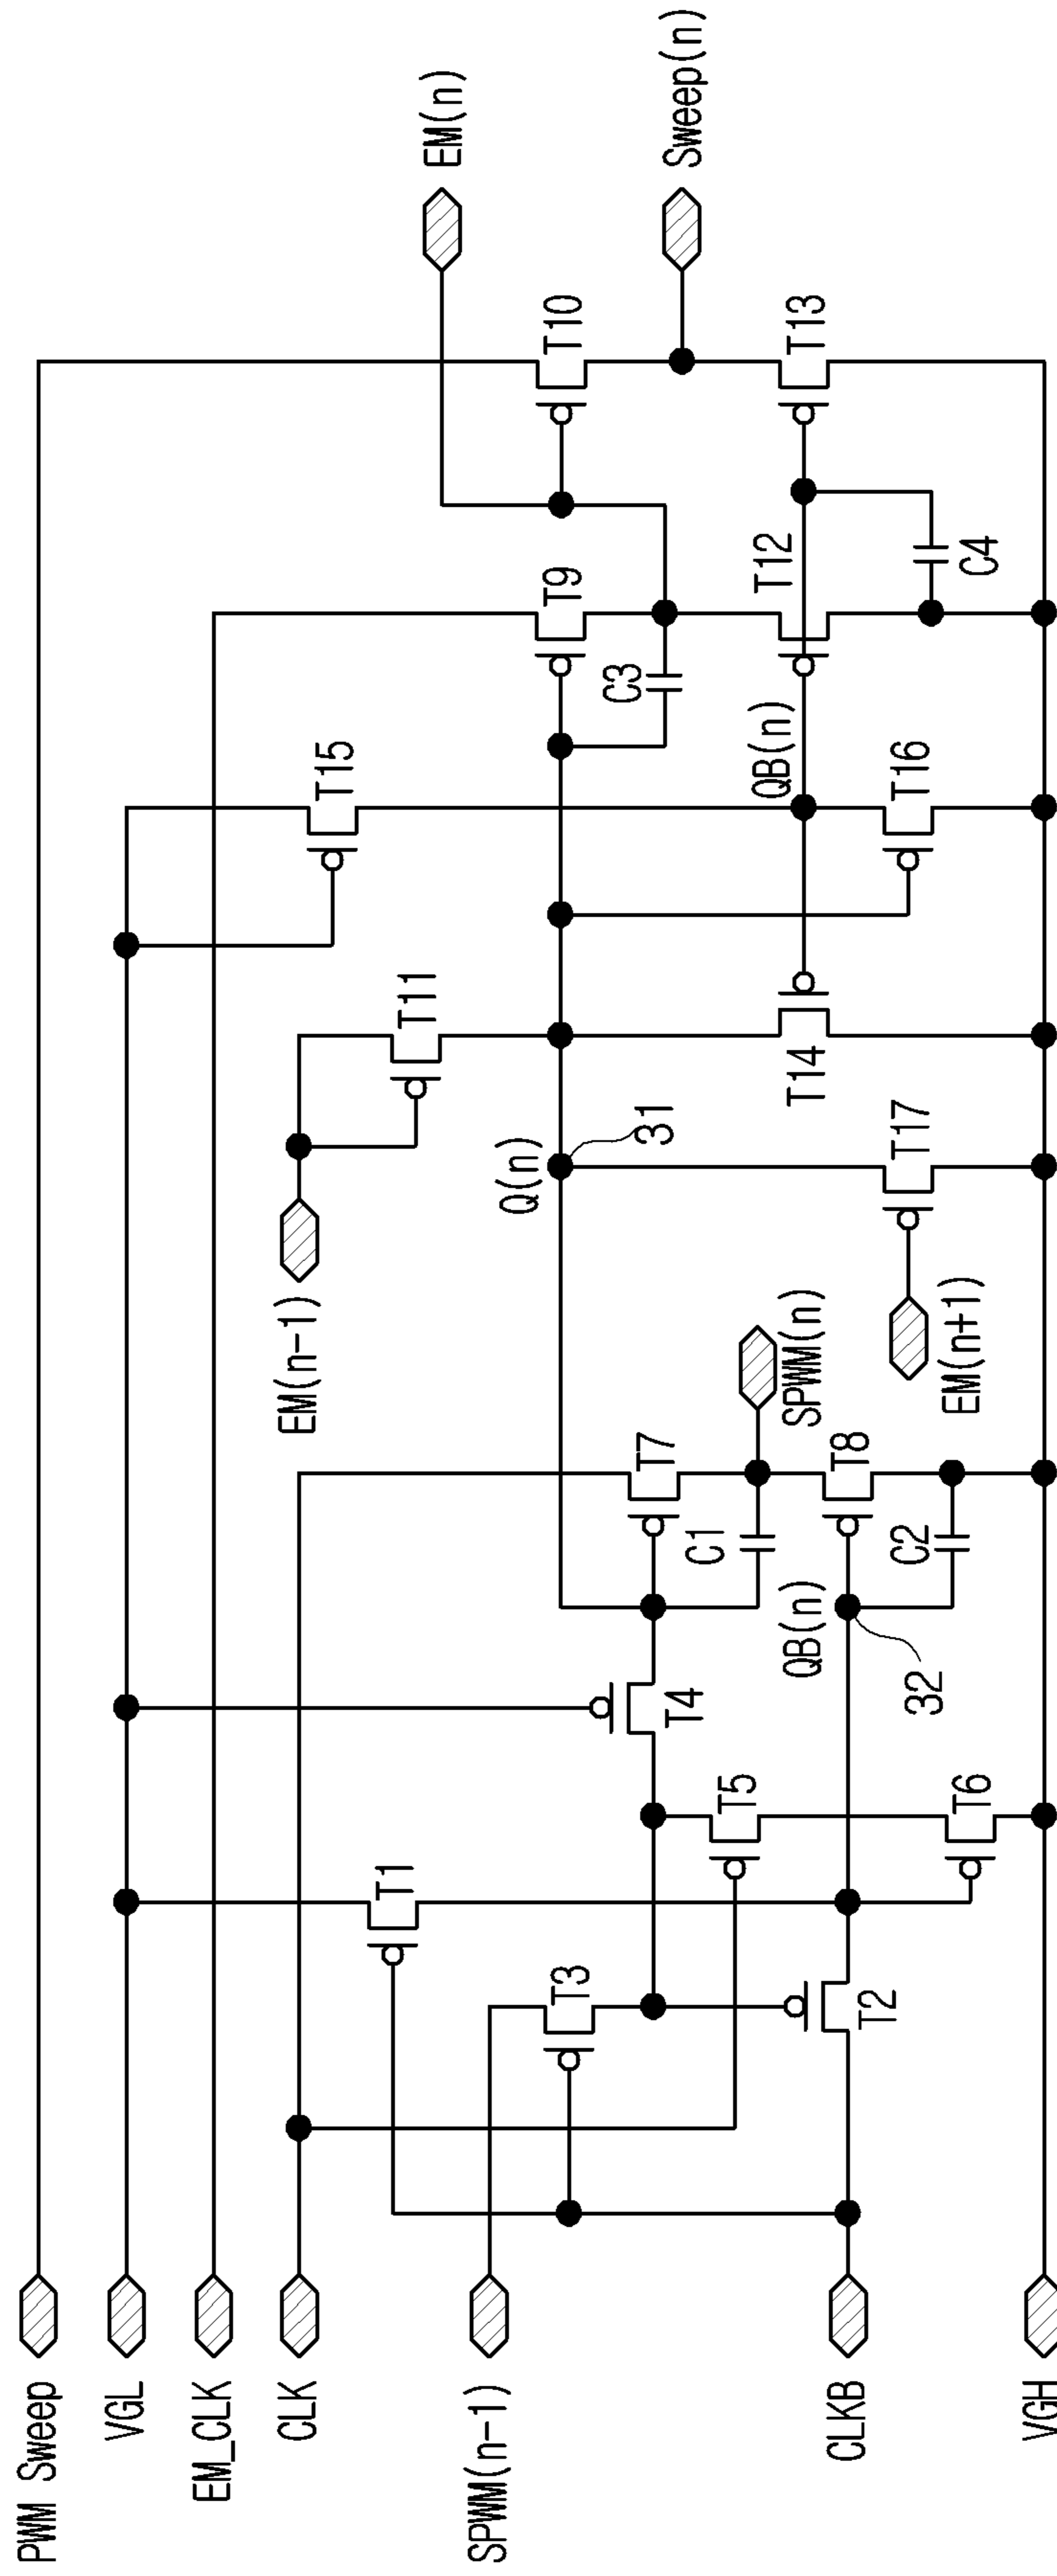 PWM Sweep
VGL
EM_CLK
CLK
SPWM(n-1)
CLKB
VGH
T1
T2
T3
T4
T5
T6
T7
T8
C1
C2
QB(n)
32
SPWM(n)
EM(n-1)
EM(n+1)
Q(n)
31
T17
T11
T14
T15
T16
QB(n)
T9
C3
T12
C4
T10
T13
EM(n)
Sweep(n)